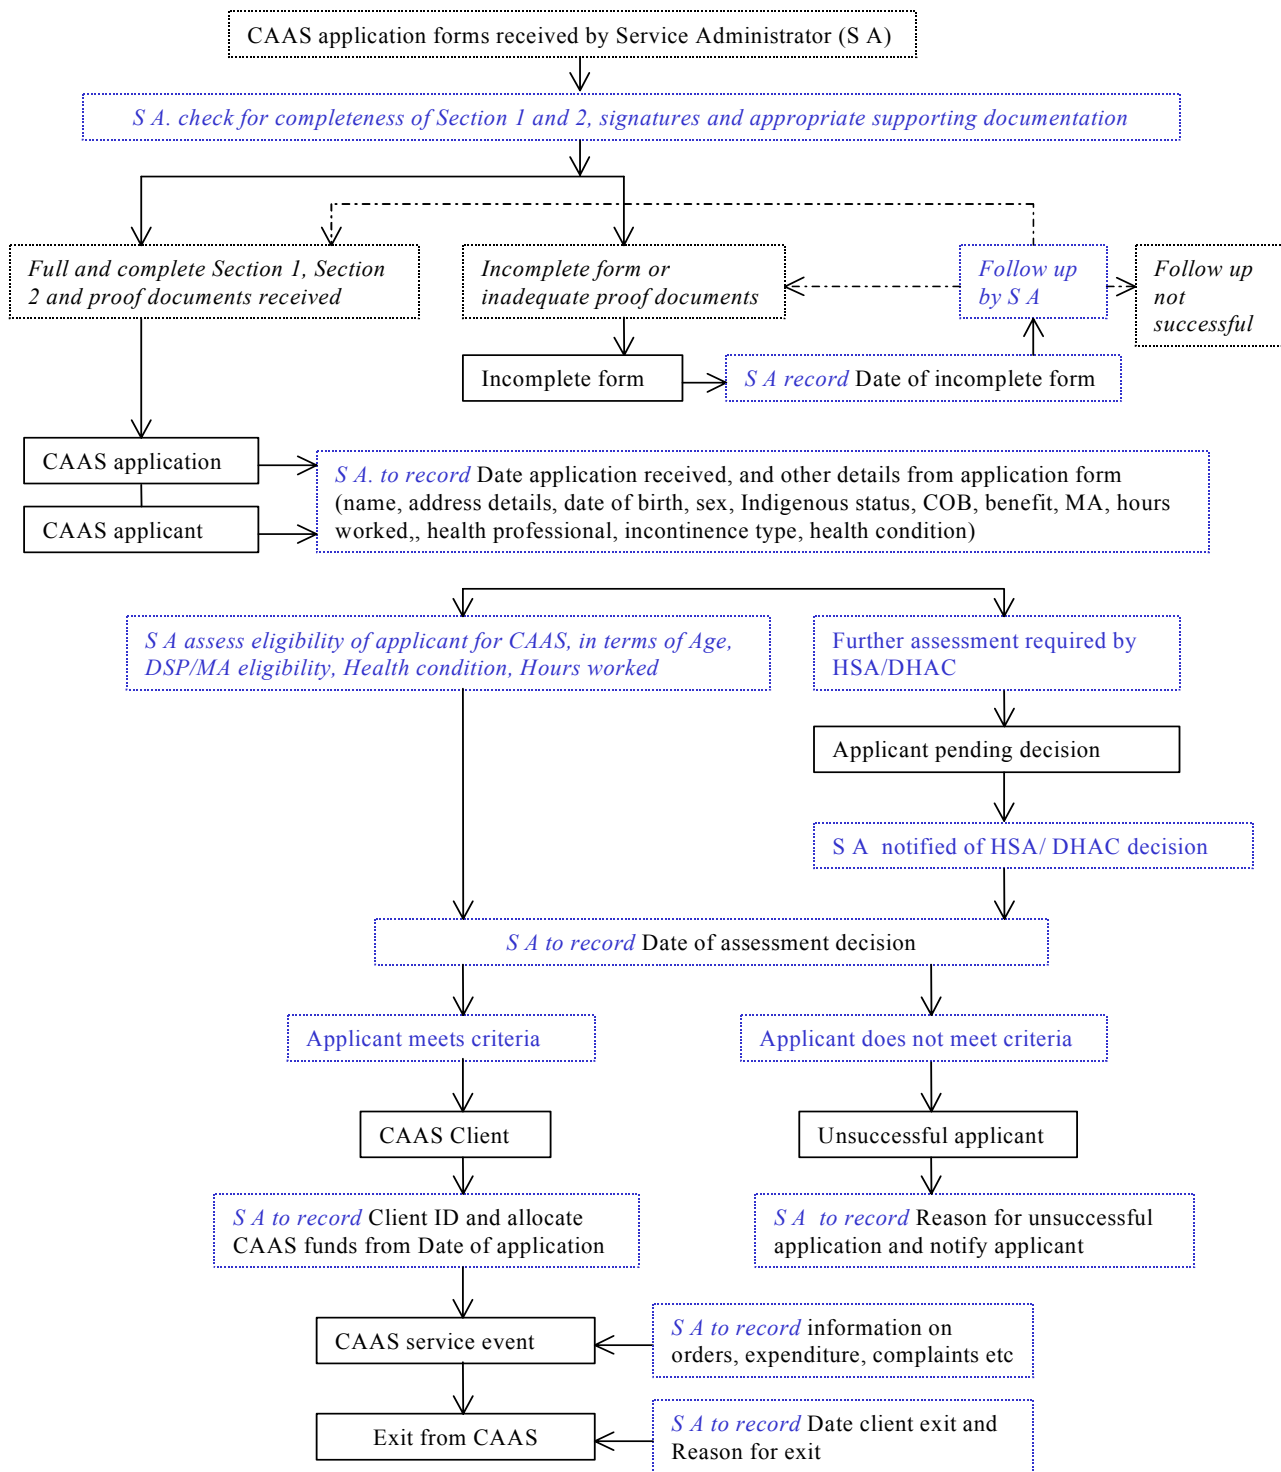 CAAS application forms received by Service Administrator (S A)
S A. check for completeness of Section 1 and 2, signatures and appropriate supporting documentation
Full and complete Section 1, Section
2 and proof documents received
Incomplete form or
inadequate proof documents
Follow up
by S A
Follow up
not
successful
Incomplete form
S A record Date of incomplete form
CAAS application
CAAS applicant
S A. to record Date application received, and other details from application form
(name, address details, date of birth, sex, Indigenous status, COB, benefit, MA, hours
worked,, health professional, incontinence type, health condition)
S A assess eligibility of applicant for CAAS, in terms of Age,
DSP/MA eligibility, Health condition, Hours worked
Further assessment required by
HSA/DHAC
Applicant pending decision
S A  notified of HSA/ DHAC decision
S A to record Date of assessment decision
Applicant meets criteria
Applicant does not meet criteria
CAAS Client
Unsuccessful applicant
S A to record Client ID and allocate
CAAS funds from Date of application
S A  to record Reason for unsuccessful
application and notify applicant
CAAS service event
S A to record information on
orders, expenditure, complaints etc
Exit from CAAS
S A to record Date client exit and
Reason for exit